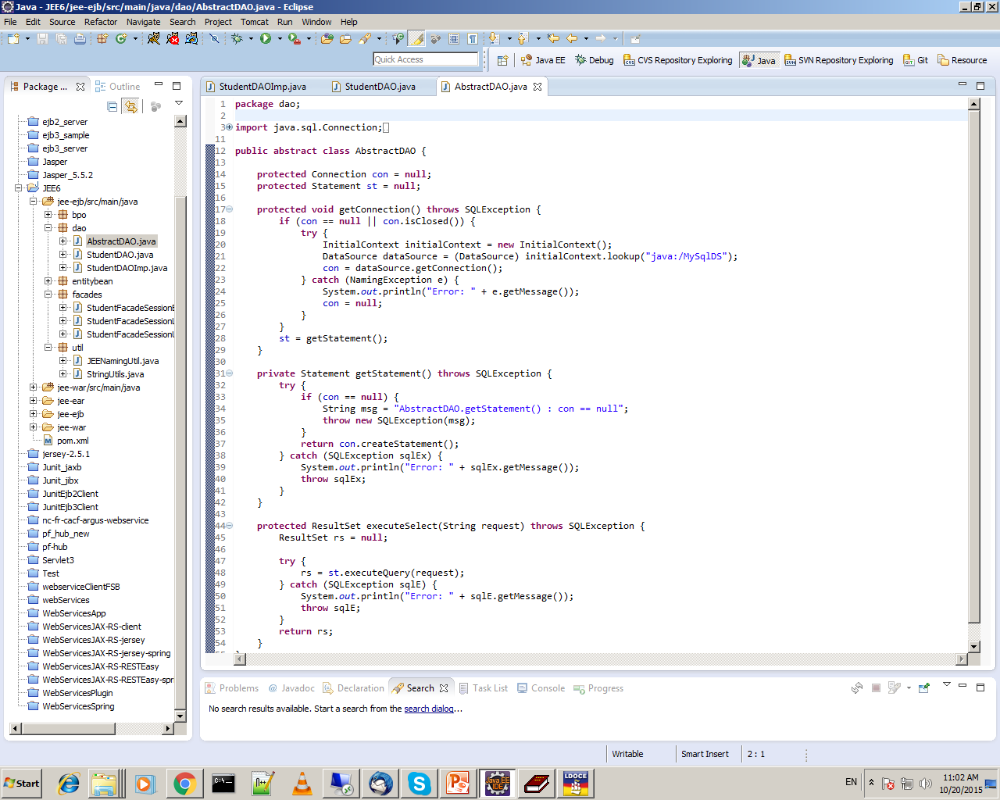 Java - JEE6/jee-ejb/src/main/java/dao/AbstractDAO.java - Eclipse
File Edit Source Refactor Navigate Search Project Tomcat Run Window Help
Quick Access
Java EE Debug CVS Repository Exploring Java SVN Repository Exploring Git Resource
Package ... Outline
ejb2_server
ejb3_sample
ejb3_server
Jasper
Jasper_5.5.2
JEE6
jee-ejb/src/main/java
bpo
dao
AbstractDAO.java
StudentDAO.java
StudentDAOImp.java
entitybean
facades
StudentFacadeSession
StudentFacadeSession
StudentFacadeSession
util
JEENamingUtil.java
StringUtils.java
jee-war/src/main/java
jee-ear
jee-ejb
jee-war
pom.xml
jersey-2.5.1
Junit_jaxb
Junit_jibx
JunitEjb2Client
JunitEjb3Client
nc-fr-cacf-argus-webservice
pf_hub_new
pf-hub
Servlet3
Test
webserviceClientFSB
webServices
WebServicesApp
WebServicesJAX-RS-client
WebServicesJAX-RS-jersey
WebServicesJAX-RS-jersey-spring
WebServicesJAX-RS-RESTEasy
WebServicesJAX-RS-RESTEasy-spri
WebServicesPlugin
WebServicesSpring
StudentDAOImp.java StudentDAO.java AbstractDAO.java
1 package dao;
2
3 import java.sql.Connection;
11
12 public abstract class AbstractDAO {
13
14 protected Connection con = null;
15 protected Statement st = null;
16
17 protected void getConnection() throws SQLException {
18 if (con == null || con.isClosed()) {
19 try {
20 InitialContext initialContext = new InitialContext();
21 DataSource dataSource = (DataSource) initialContext.lookup("java:/MySqlDS");
22 con = dataSource.getConnection();
23 } catch (NamingException e) {
24 System.out.println("Error: " + e.getMessage());
25 con = null;
26 }
27 }
28 st = getStatement();
29 }
30
31 private Statement getStatement() throws SQLException {
32 try {
33 if (con == null) {
34 String msg = "AbstractDAO.getStatement() : con == null";
35 throw new SQLException(msg);
36 }
37 return con.createStatement();
38 } catch (SQLException sqlEx) {
39 System.out.println("Error: " + sqlEx.getMessage());
40 throw sqlEx;
41 }
42 }
43
44 protected ResultSet executeSelect(String request) throws SQLException {
45 ResultSet rs = null;
46
47 try {
48 rs = st.executeQuery(request);
49 } catch (SQLException sqlE) {
50 System.out.println("Error: " + sqlE.getMessage());
51 throw sqlE;
52 }
53 return rs;
54 }
Problems @ Javadoc Declaration Search Task List Console Progress
No search results available. Start a search from the search dialog...
Writable Smart Insert 2 : 1
Start
Java EE IDE
LDOCE
EN
11:02 AM
10/20/2015